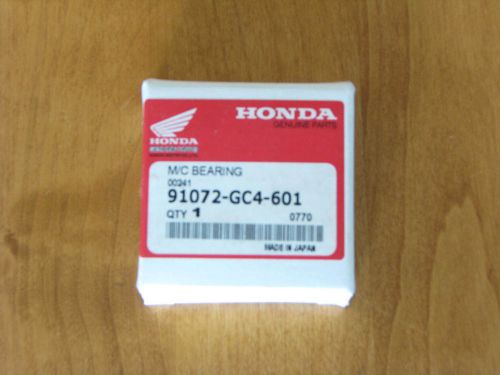 HONDA
GENUINE PARTS
HONDA
M/C BEARING
00241
91072-GC4-601
QTY 1 0770
MADE IN JAPAN